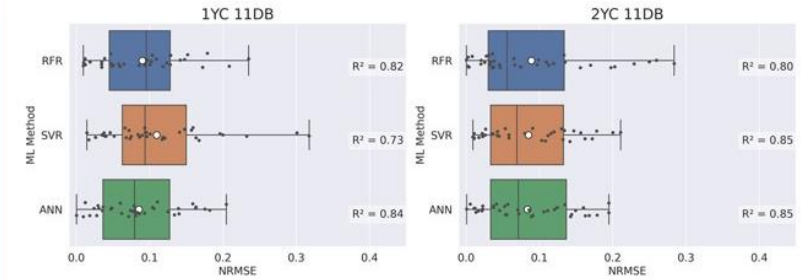 1YC 11DB
2YC 11DB
ML Method
RFR
SVR
ANN
R² = 0.82
R² = 0.73
R² = 0.84
0.0 0.1 0.2 0.3 0.4
NRMSE
ML Method
RFR
SVR
ANN
R² = 0.80
R² = 0.85
R² = 0.85
0.0 0.1 0.2 0.3 0.4
NRMSE